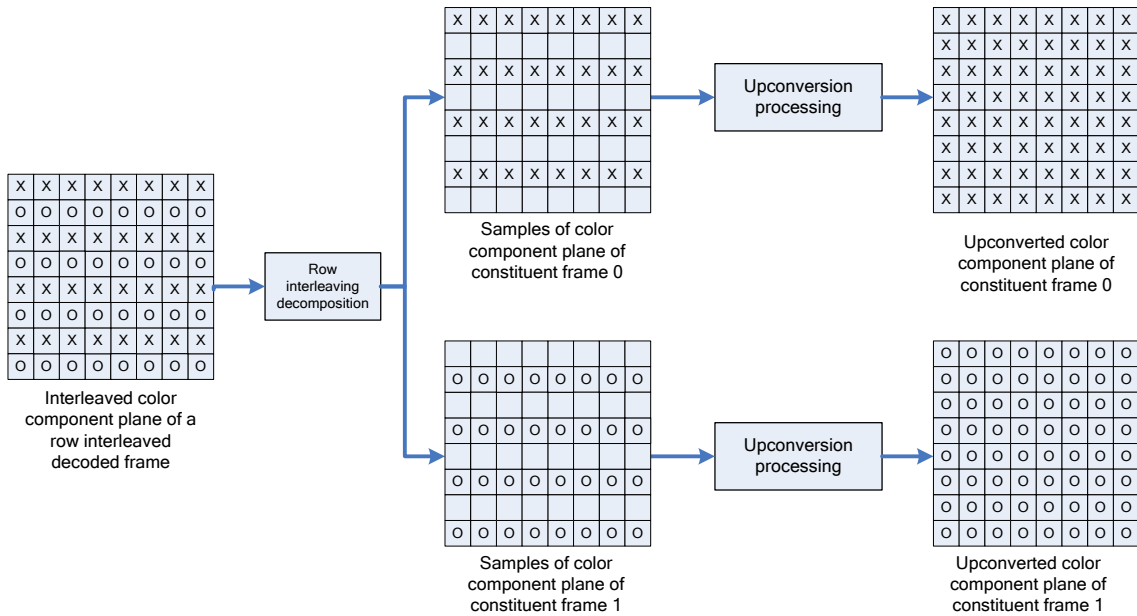 X X X X X X X X
O O O O O O O O
X X X X X X X X
O O O O O O O O
X X X X X X X X
O O O O O O O O
X X X X X X X X
O O O O O O O O
Interleaved color
component plane of a
row interleaved
decoded frame
Row
interleaving
decomposition
X X X X X X X X
X X X X X X X X
X X X X X X X X
X X X X X X X X
Samples of color
component plane of
constituent frame 0
Upconversion
processing
X X X X X X X X
X X X X X X X X
X X X X X X X X
X X X X X X X X
X X X X X X X X
X X X X X X X X
X X X X X X X X
X X X X X X X X
Upconverted color
component plane of
constituent frame 0
O O O O O O O O
O O O O O O O O
O O O O O O O O
O O O O O O O O
Samples of color
component plane of
constituent frame 1
Upconversion
processing
O O O O O O O O
O O O O O O O O
O O O O O O O O
O O O O O O O O
O O O O O O O O
O O O O O O O O
O O O O O O O O
O O O O O O O O
Upconverted color
component plane of
constituent frame 1